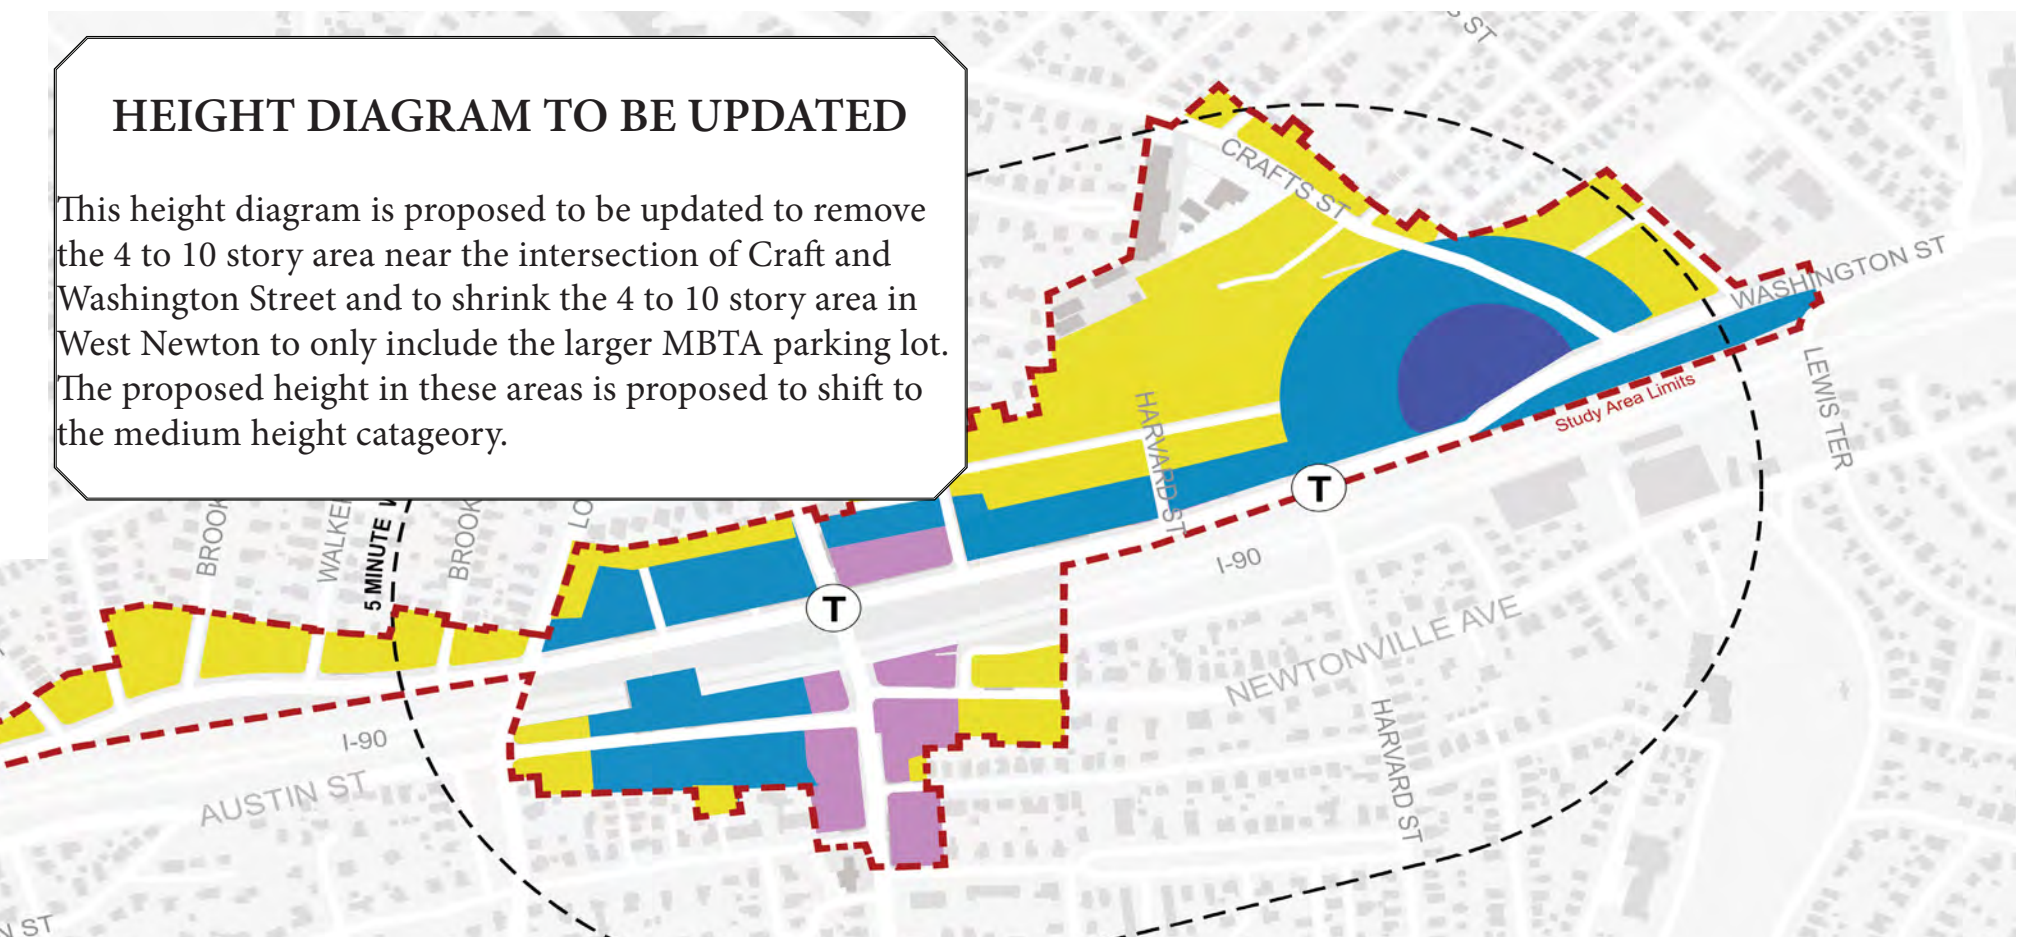 HEIGHT DIAGRAM TO BE UPDATED
This height diagram is proposed to be updated to remove
the 4 to 10 story area near the intersection of Craft and
Washington Street and to shrink the 4 to 10 story area in
West Newton to only include the larger MBTA parking lot.
The proposed height in these areas is proposed to shift to
the medium height catageory.
CRAFTS ST
WASHINGTON ST
LEWIS TER
Study Area Limits
HARVARD ST
T
I-90
BROOK
WALKE
5 MINUTE
BROOK
LO
T
NEWTONVILLE AVE
HARVARD ST
I-90
AUSTIN ST
ST
ST